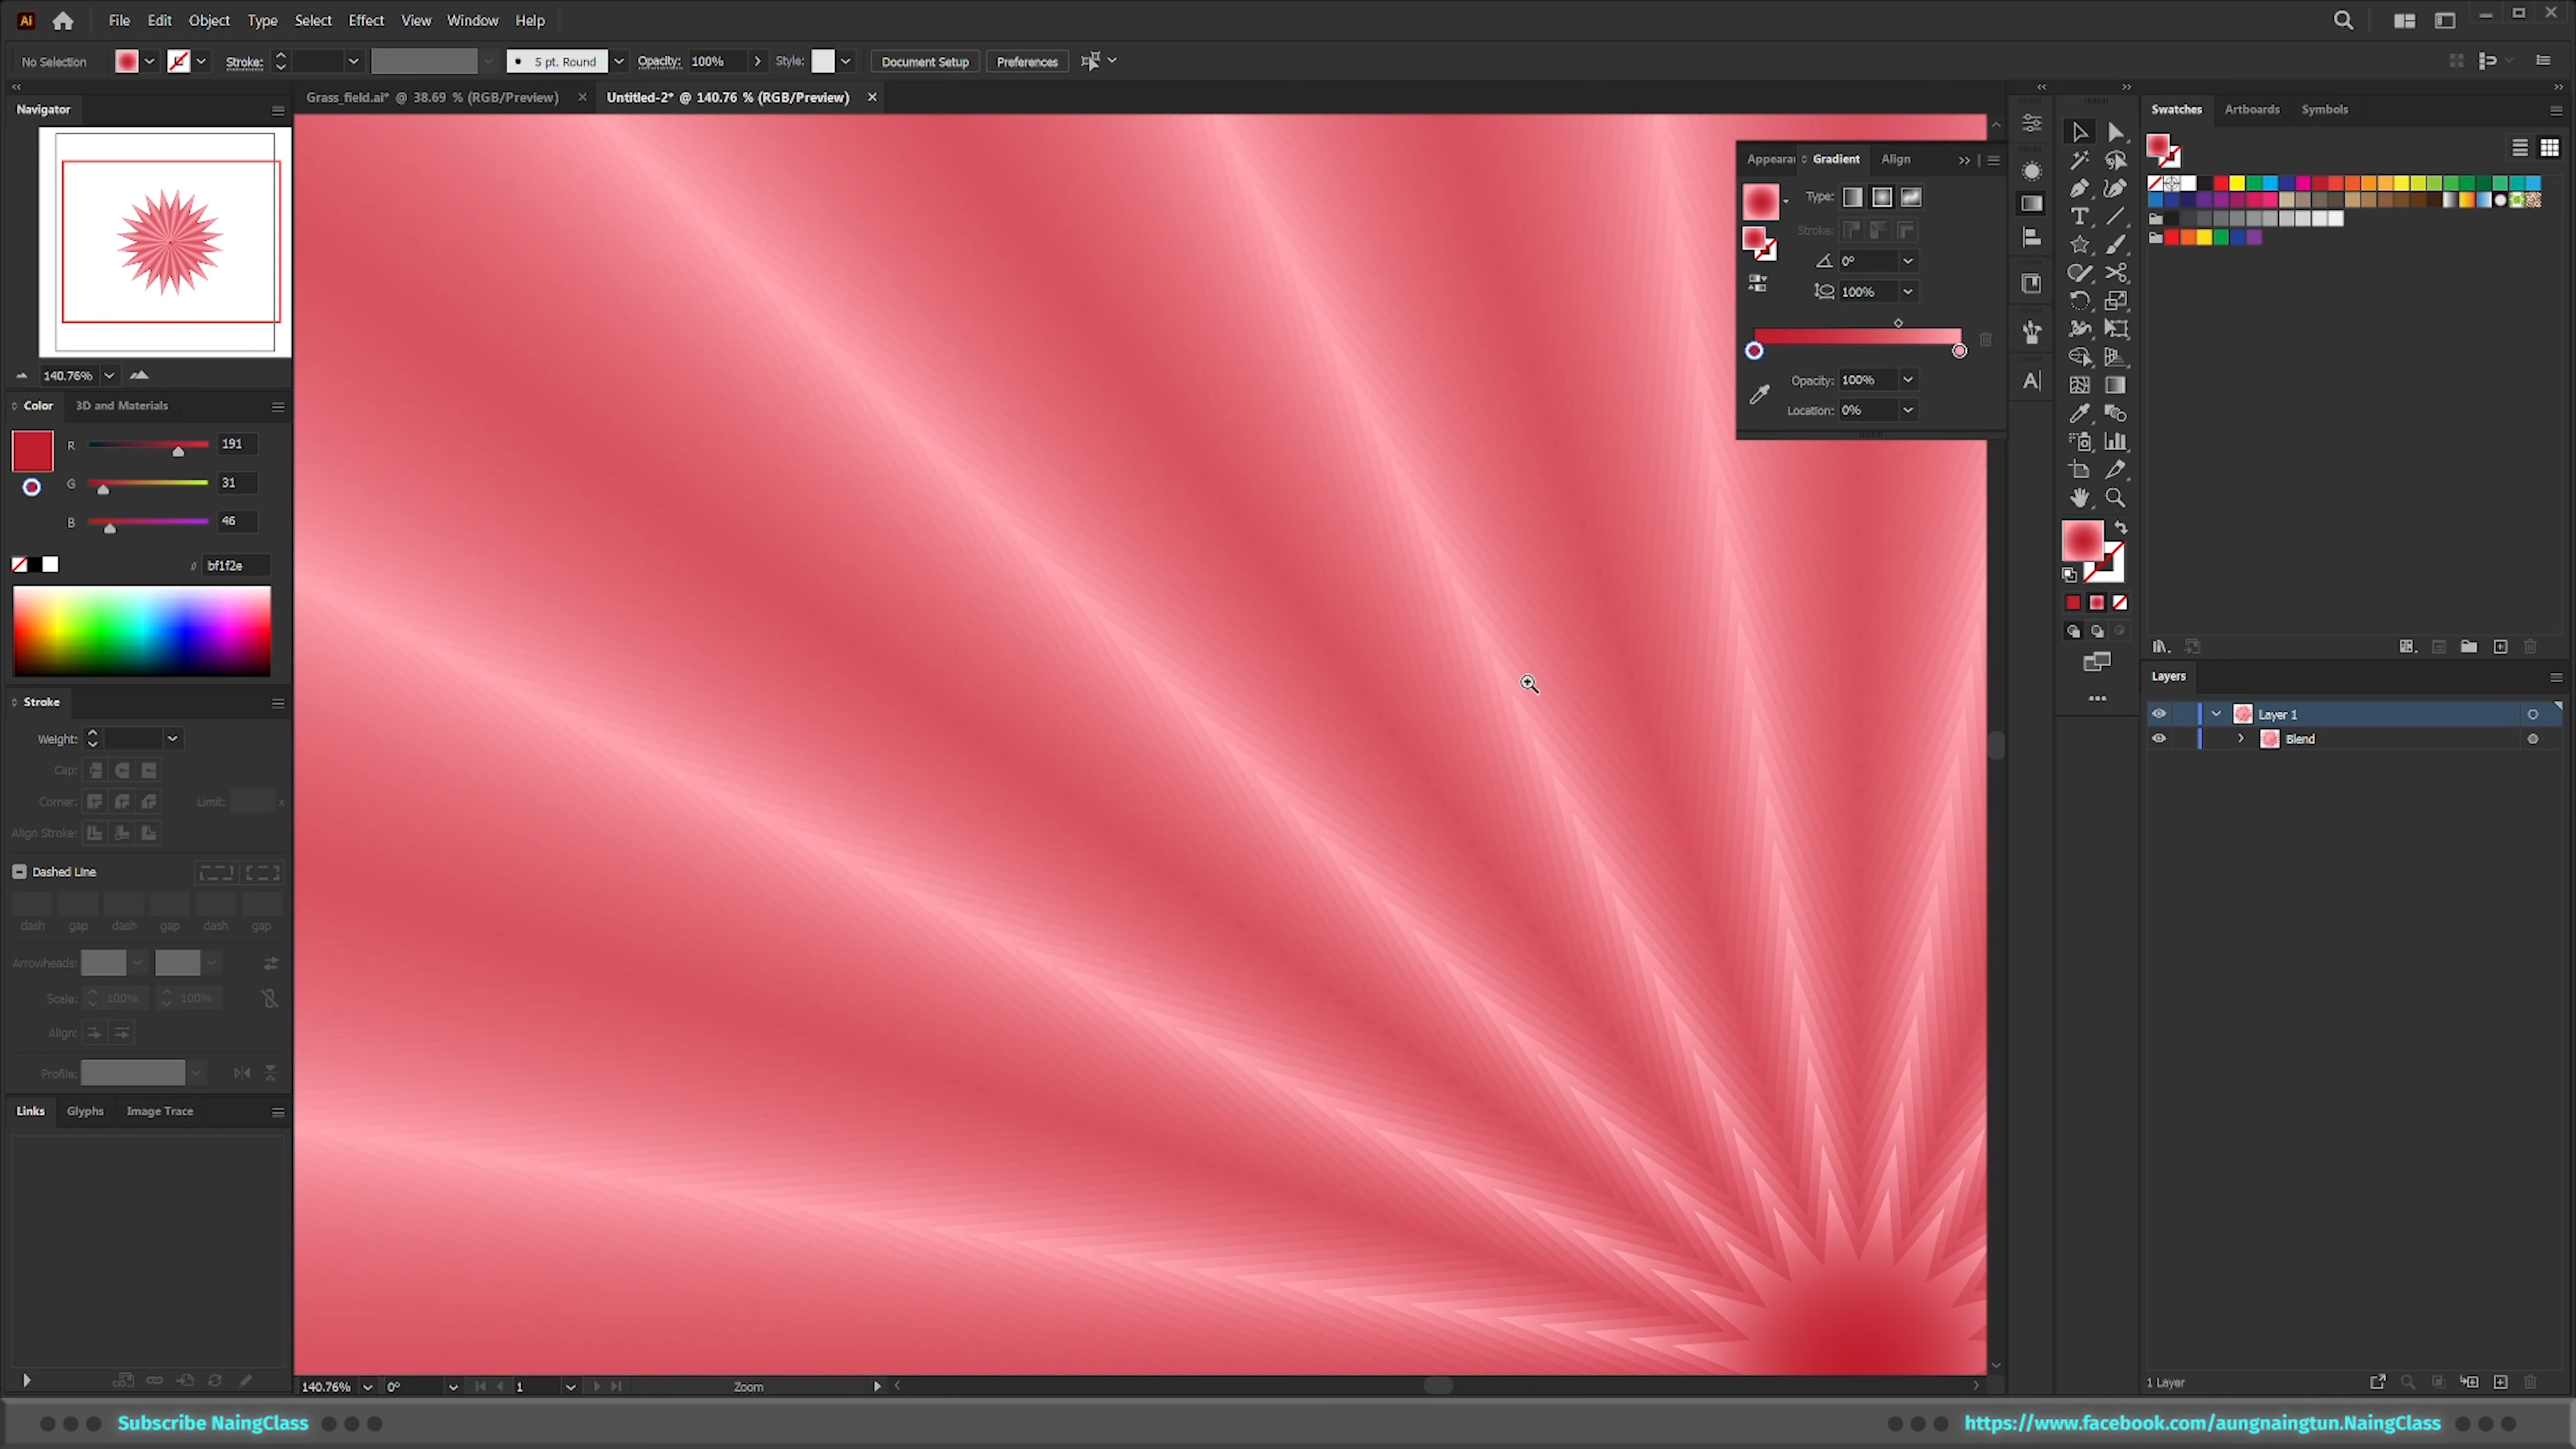 Ai File Edit Object Type Select Effect View Window Help
No Selection Stroke: 5 pt. Round Opacity: 100% Style: Document Setup Preferences
Grass_field.ai* @ 38.69 % (RGB/Preview) Untitled-2* @ 140.76 % (RGB/Preview)
Navigator
140.76%
Color 3D and Materials
R 191
G 31
B 46
bf1f2e
Stroke
Weight:
Cap:
Corner: Limit: x
Align Stroke:
Dashed Line
dash gap dash gap dash gap
Arrowheads:
Scale: 100% 100%
Align:
Profile:
Links Glyphs Image Trace
Appearan Gradient Align
Type:
Stroke:
0°
100%
Opacity: 100%
Location: 0%
Swatches Artboards Symbols
Layers
Layer 1
Blend
1 Layer
140.76% 0° 1 Zoom
Subscribe NaingClass
https://www.facebook.com/aungnaingtun.NaingClass